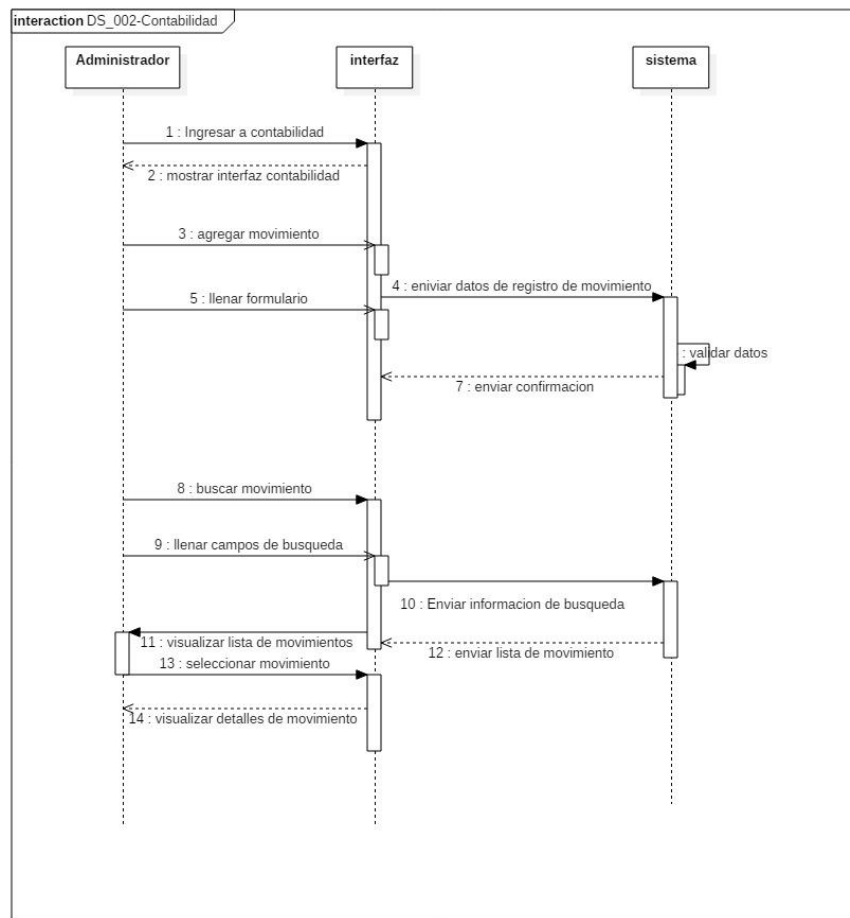 interaction DS_002-Contabilidad
Administrador
interfaz
sistema
1 : Ingresar a contabilidad
2 : mostrar interfaz contabilidad
3 : agregar movimiento
4 : eniviar datos de registro de movimiento
5 : llenar formulario
: validar datos
7 : enviar confirmacion
8 : buscar movimiento
9 : llenar campos de busqueda
10 : Enviar informacion de busqueda
11 : visualizar lista de movimientos
12 : enviar lista de movimiento
13 : seleccionar movimiento
14 : visualizar detalles de movimiento